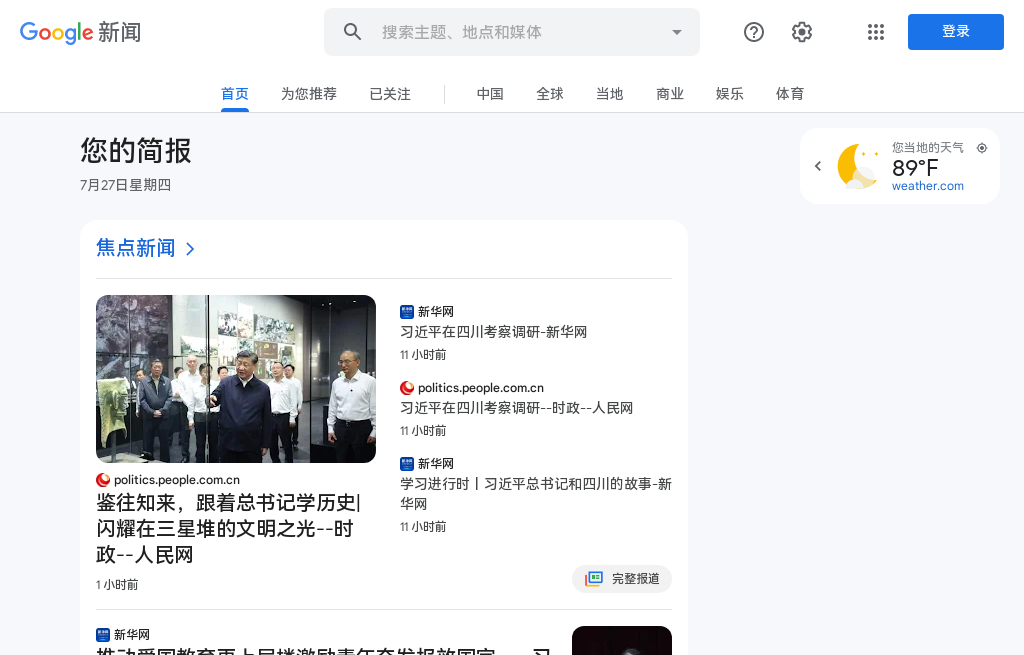 Google 新闻
搜索主题、地点和媒体
登录
首页
为您推荐
已关注
中国
全球
当地
商业
娱乐
体育
您的简报
7月27日星期四
您当地的天气
89°F
weather.com
焦点新闻
politics.people.com.cn
鉴往知来，跟着总书记学历史|
闪耀在三星堆的文明之光--时
政--人民网
1 小时前
新华网
习近平在四川考察调研-新华网
11 小时前
politics.people.com.cn
习近平在四川考察调研--时政--人民网
11 小时前
新华网
学习进行时丨习近平总书记和四川的故事-新
华网
11 小时前
完整报道
新华网